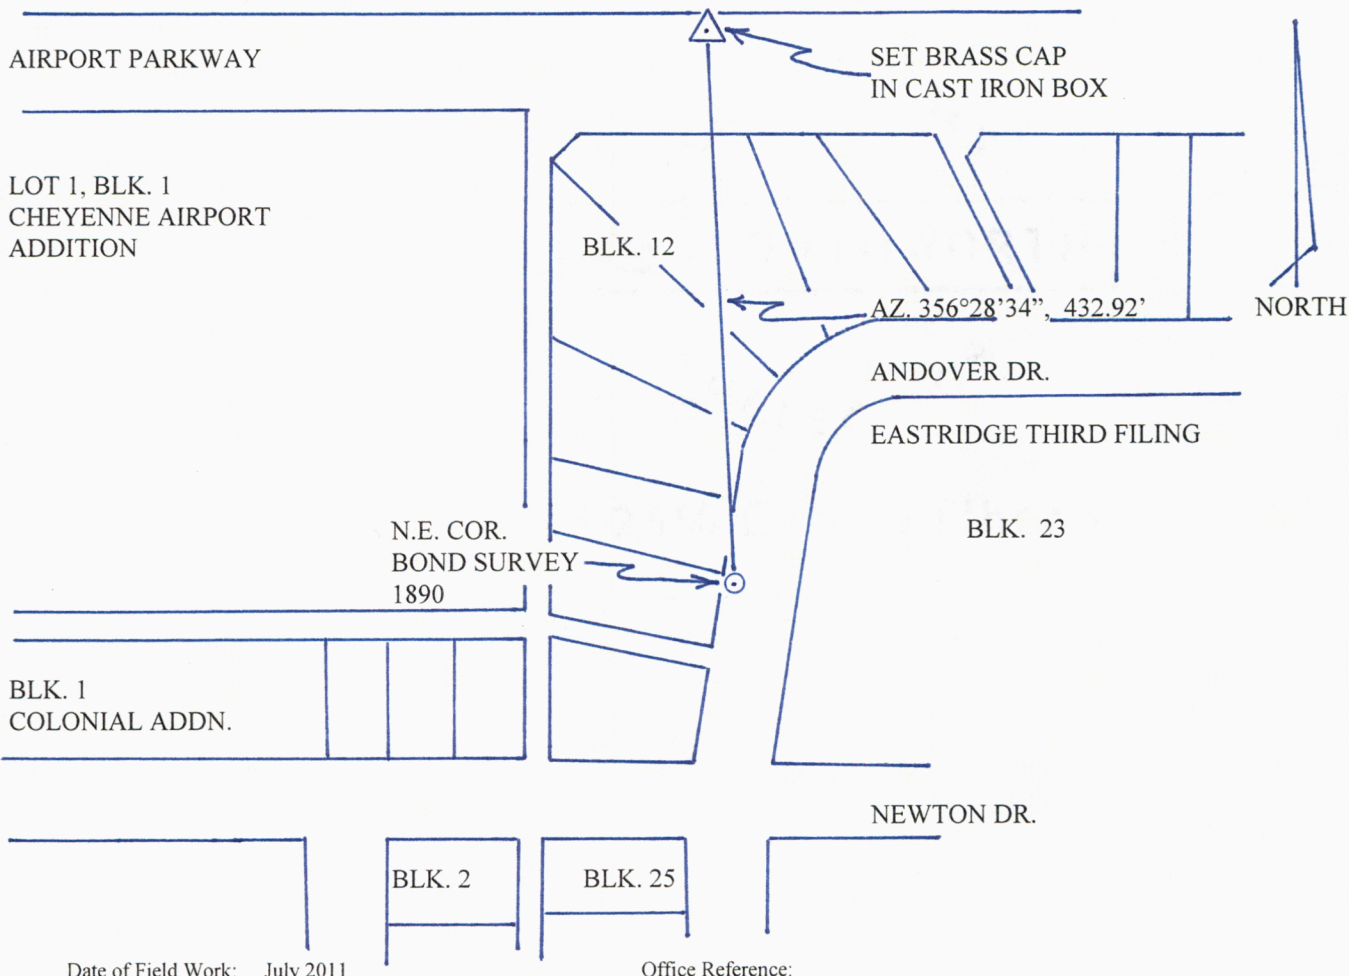 AIRPORT PARKWAY
SET BRASS CAP
IN CAST IRON BOX
LOT 1, BLK. 1
CHEYENNE AIRPORT
ADDITION
BLK. 12
AZ. 356°28’34”, 432.92’
NORTH
ANDOVER DR.
EASTRIDGE THIRD FILING
N.E. COR.
BOND SURVEY
1890
BLK. 23
BLK. 1
COLONIAL ADDN.
NEWTON DR.
BLK. 2
BLK. 25
Date of Field Work: July 2011
Office Reference: